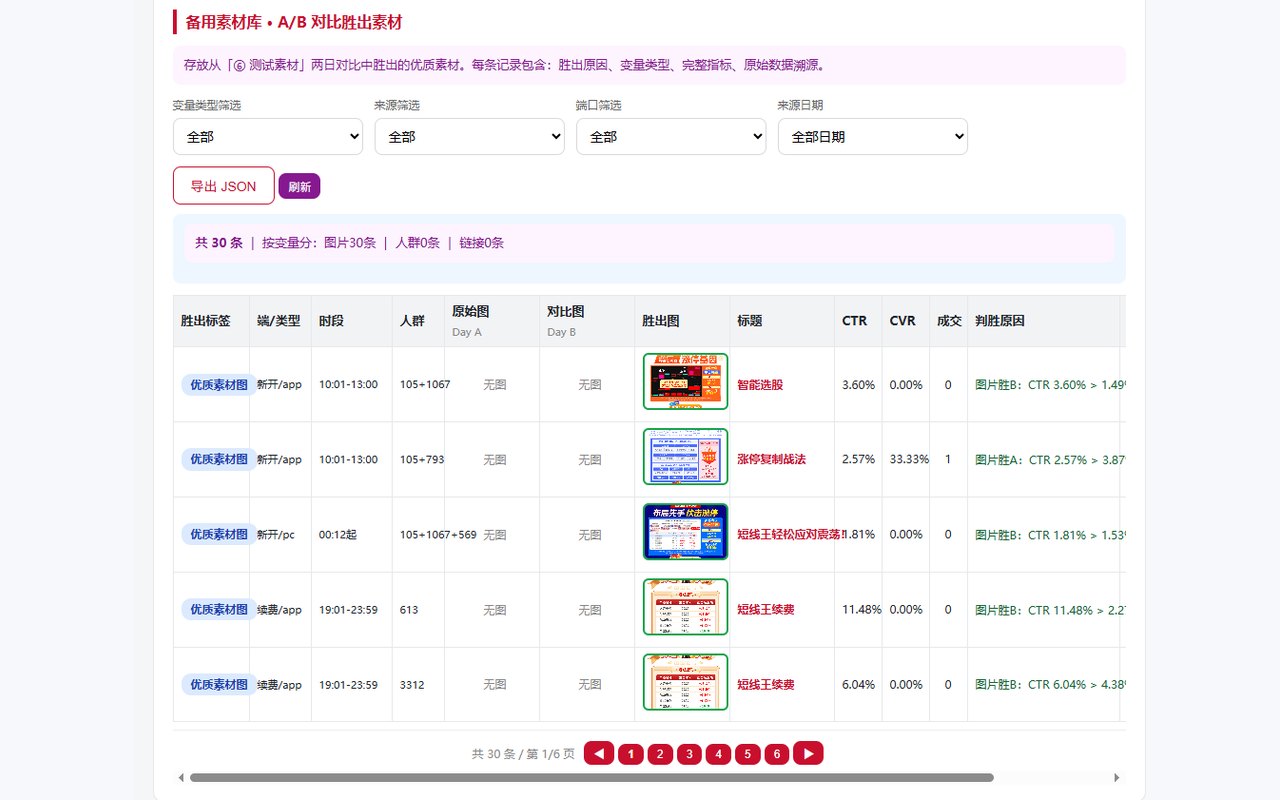 备用素材库 • A/B 对比胜出素材
存放从「⑥ 测试素材」两日对比中胜出的优质素材。每条记录包含：胜出原因、变量类型、完整指标、原始数据溯源。
变量类型筛选 来源筛选 端口筛选 来源日期
全部 全部 全部 全部日期
导出 JSON 刷新
共 30 条 | 按变量分：图片30条 | 人群0条 | 链接0条
胜出标签 端/类型 时段 人群 原始图 对比图 胜出图 标题 CTR CVR 成交 判胜原因
Day A Day B
优质素材图 新开/app 10:01-13:00 105+1067 无图 无图 智能选股 3.60% 0.00% 0 图片胜B：CTR 3.60% > 1.49
优质素材图 新开/app 10:01-13:00 105+793 无图 无图 涨停复制战法 2.57% 33.33% 1 图片胜A：CTR 2.57% > 3.87
优质素材图 新开/pc 00:12起 105+1067+569 无图 无图 布局先手 伏击涨停 短线王轻松应对震荡! 1.81% 0.00% 0 图片胜B：CTR 1.81% > 1.53
优质素材图 续费/app 19:01-23:59 613 无图 无图 短线王续费 11.48% 0.00% 0 图片胜B：CTR 11.48% > 2.2
优质素材图 续费/app 19:01-23:59 3312 无图 无图 短线王续费 6.04% 0.00% 0 图片胜B：CTR 6.04% > 4.38
共 30 条 / 第 1/6 页 ◀ 1 2 3 4 5 6 ▶